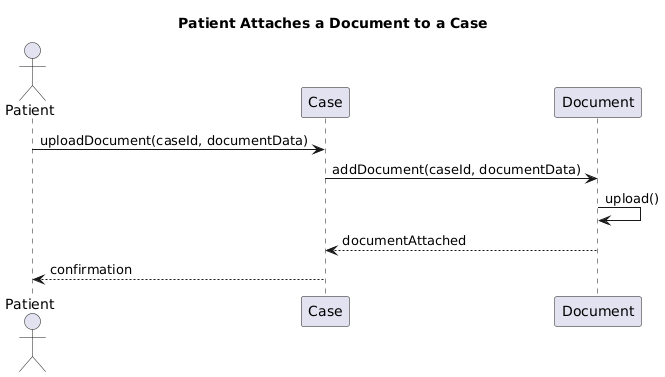 Patient Attaches a Document to a Case
Patient
Case
Document
uploadDocument(caseId, documentData)
addDocument(caseId, documentData)
upload()
documentAttached
confirmation
Patient
Case
Document